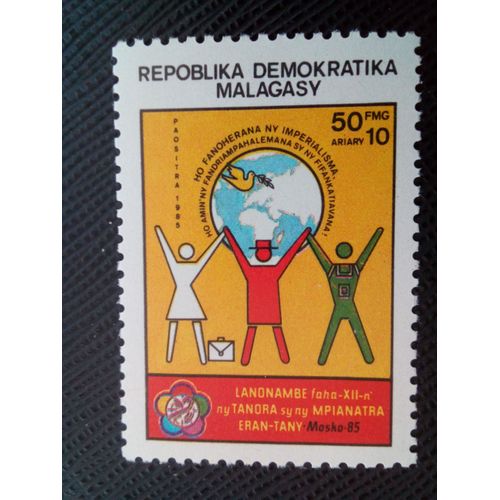 REPOBLIKA DEMOKRATIKA
MALAGASY
PAOSITRA 1985
50 FMG
ARIARY 10
HO FANOHERANA NY IMPERIALISMA
HO AMIN'NY FANDRIAMPAHALEMANA SY NY FIFANKATIAVANA!
LANONAMBE faha-XII-n'
ny TANORA sy ny MPIANATRA
ERAN-TANY-Mosko-85